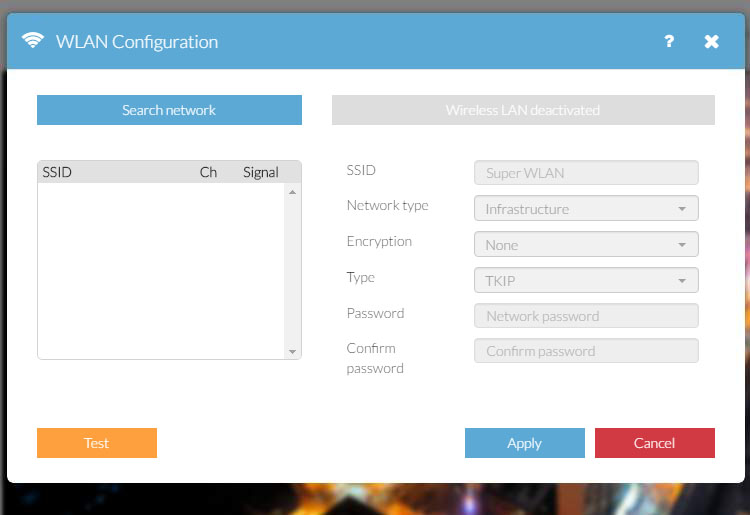 WLAN Configuration ?
Search network
Wireless LAN deactivated
SSID Ch Signal
SSID Super WLAN
Network type Infrastructure
Encryption None
Type TKIP
Password Network password
Confirm password Confirm password
Test Apply Cancel